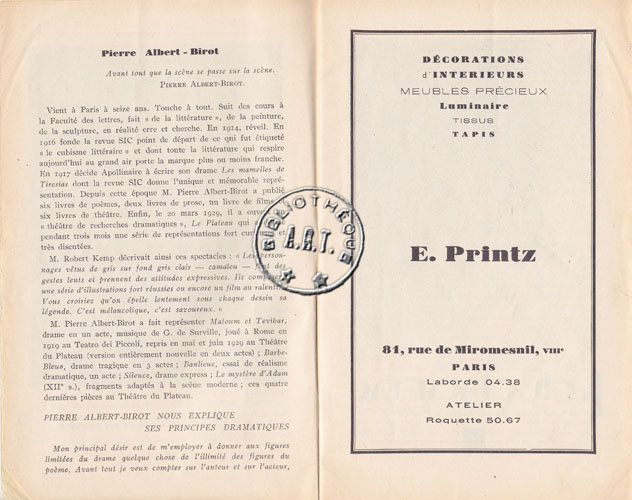 Pierre Albert - Birot
Avant tout que la scène se passe sur la scène.
PIERRE ALBERT-BIROT.
Vient à Paris à seize ans. Touche à tout. Suit des cours à
la Faculté des lettres, fait « de la littérature », de la peinture,
de la sculpture, en réalité erre et cherche. En 1914, réveil. En
1916 fonde la revue SIC point de départ de ce qui fut étiqueté
« le cubisme littéraire » et dont toute la littérature qui respire
aujourd'hui au grand air porte la marque plus ou moins franche.
En 1917 décide Apollinaire à écrire son drame Les mamelles de
Tiresias dont la revue SIC donne l'unique et mémorable repré-
sentation. Depuis cette époque M. Pierre Albert-Birot a publié
six livres de poèmes, deux livres de prose, un livre de films
six livres de théâtre. Enfin, le 20 mars 1929, il a ouvert
« théâtre de recherches dramatiques », Le Plateau qui
pendant trois mois une série de représentations fort
très discutées.
M. Robert Kemp décrivait ainsi ces spectacles : « Les person-
nages vêtus de gris sur fond gris clair — camaïeu — font des
gestes lents et prennent des attitudes expressives. Ils composent
une série d'illustrations fort réussies ou encore un film au ralenti.
Vous croiriez qu'on épelle lentement sous chaque dessin sa
légende. C'est mélancolique, c'est savoureux. »
M. Pierre Albert-Birot a fait représenter Matoum et Tevibar,
drame en un acte, musique de G. de Surville, joué à Rome en
1919 au Teatro dei Piccoli, repris en mai et juin 1929 au Théâtre
du Plateau (version entièrement nouvelle en deux actes) ; Barbe-
Bleue, drame tragique en 3 actes ; Banlieue, essai de réalisme
dramatique, un acte ; Silence, drame express ; Le mystère d'Adam
(XIIe s.), fragments adaptés à la scène moderne ; ces quatre
dernières pièces au Théâtre du Plateau.
PIERRE ALBERT-BIROT NOUS EXPLIQUE
SES PRINCIPES DRAMATIQUES
Mon principal désir est de m'employer à donner aux figures
limitées du drame quelque chose de l'illimité des figures du
poème. Avant tout je veux compter sur l'auteur et sur l'acteur,
BIBLIOTHÈQUE
A.R.T.
DÉCORATIONS
d'INTERIEURS
MEUBLES PRÉCIEUX
Luminaire
TISSUS
TAPIS
E. Printz
81, rue de Miromesnil, VIIIe
PARIS
Laborde 04.38
ATELIER
Roquette 50.67